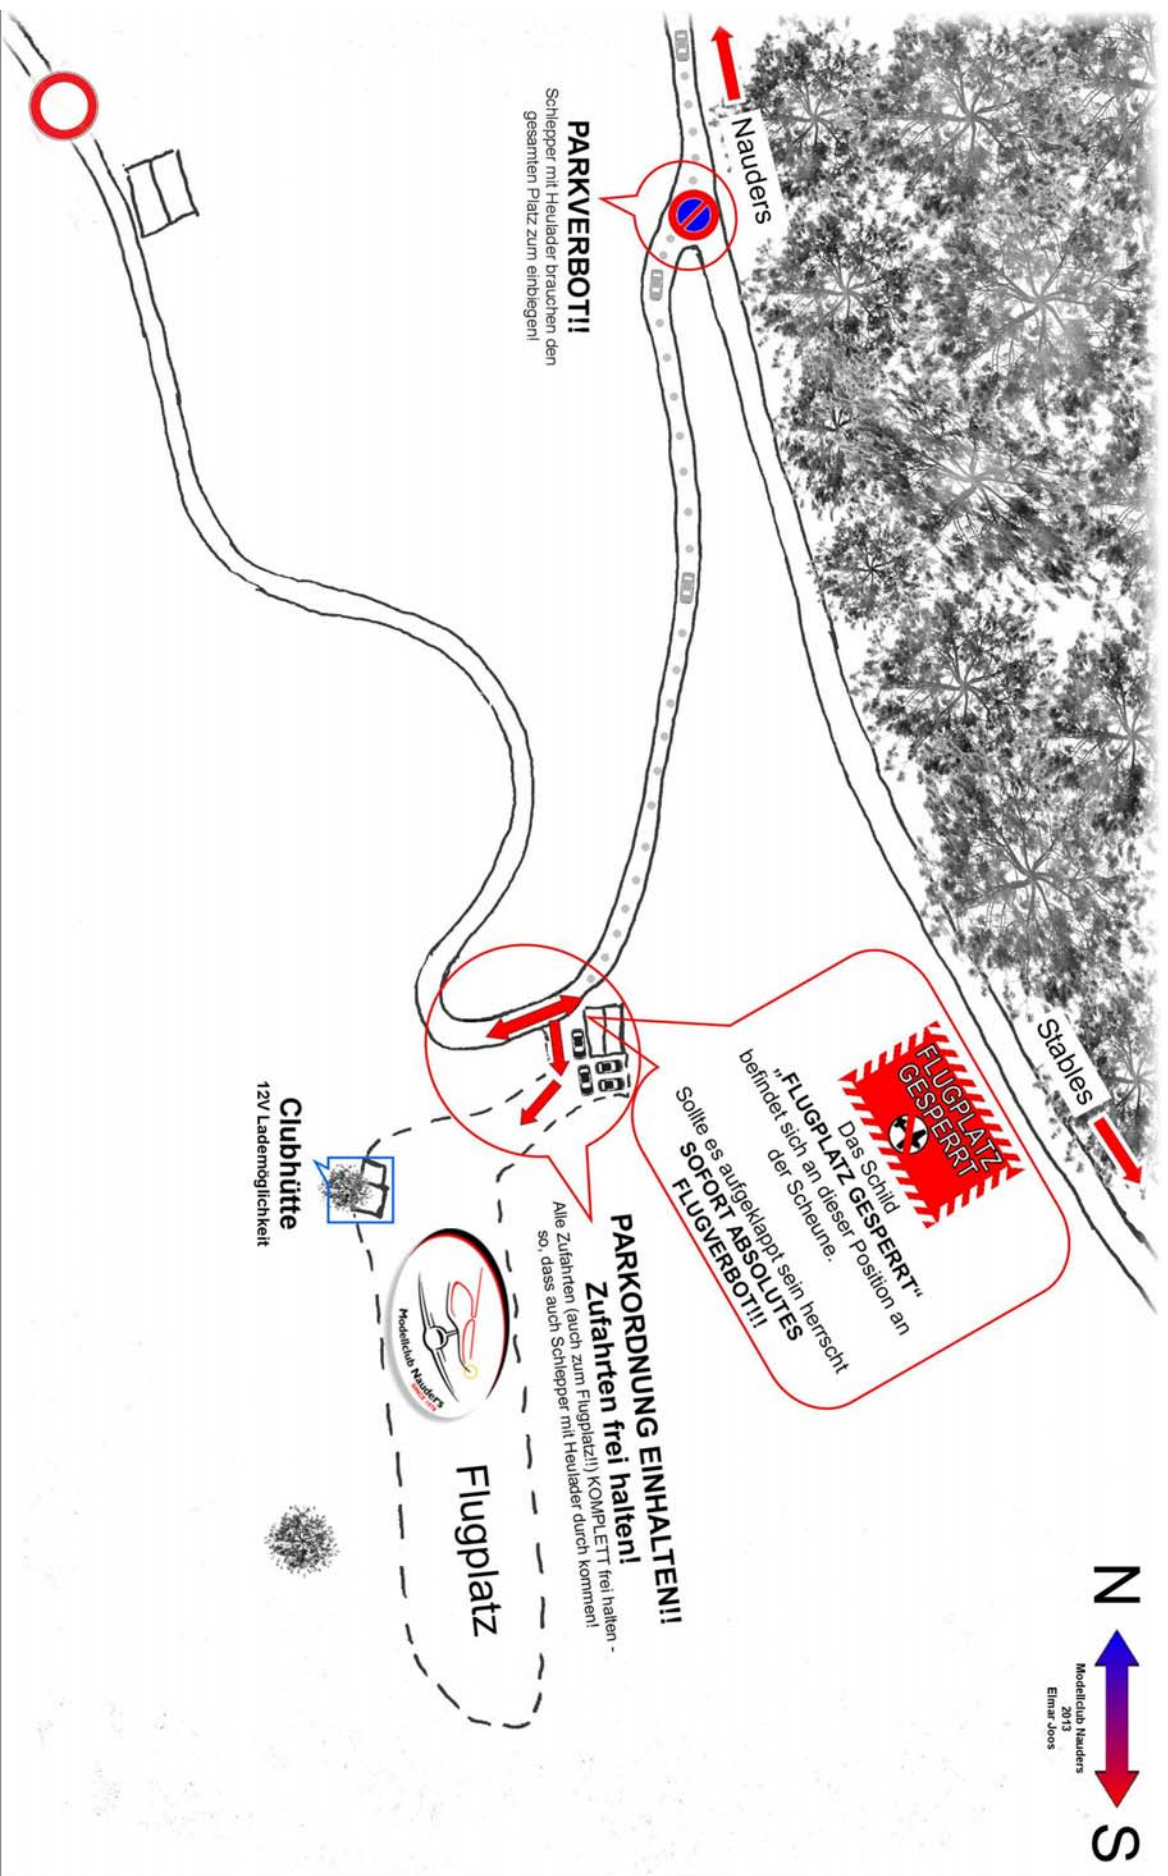 N
S
Modellclub Nauders
2013
Elmar Joos
Nauders
Stables
FLUGPLATZ
GESPERRT
Das Schild
„FLUGPLATZ GESPERRT“
befindet sich an dieser Position an
der Scheune.
Sollte es aufgeklappt sein herrscht
SOFORT ABSOLUTES
FLUGVERBOT!!!
PARKVERBOT!!
Schlepper mit Heulader brauchen den
gesamten Platz zum einbiegen!
PARKORDNUNG EINHALTEN!!
Zufahrten frei halten!
Alle Zufahrten (auch zum Flugplatz!!) KOMPLETT frei halten -
so, dass auch Schlepper mit Heulader durch kommen!
Flugplatz
Modellclub Nauders
SINCE 1978
Clubhütte
12V Lademöglichkeit